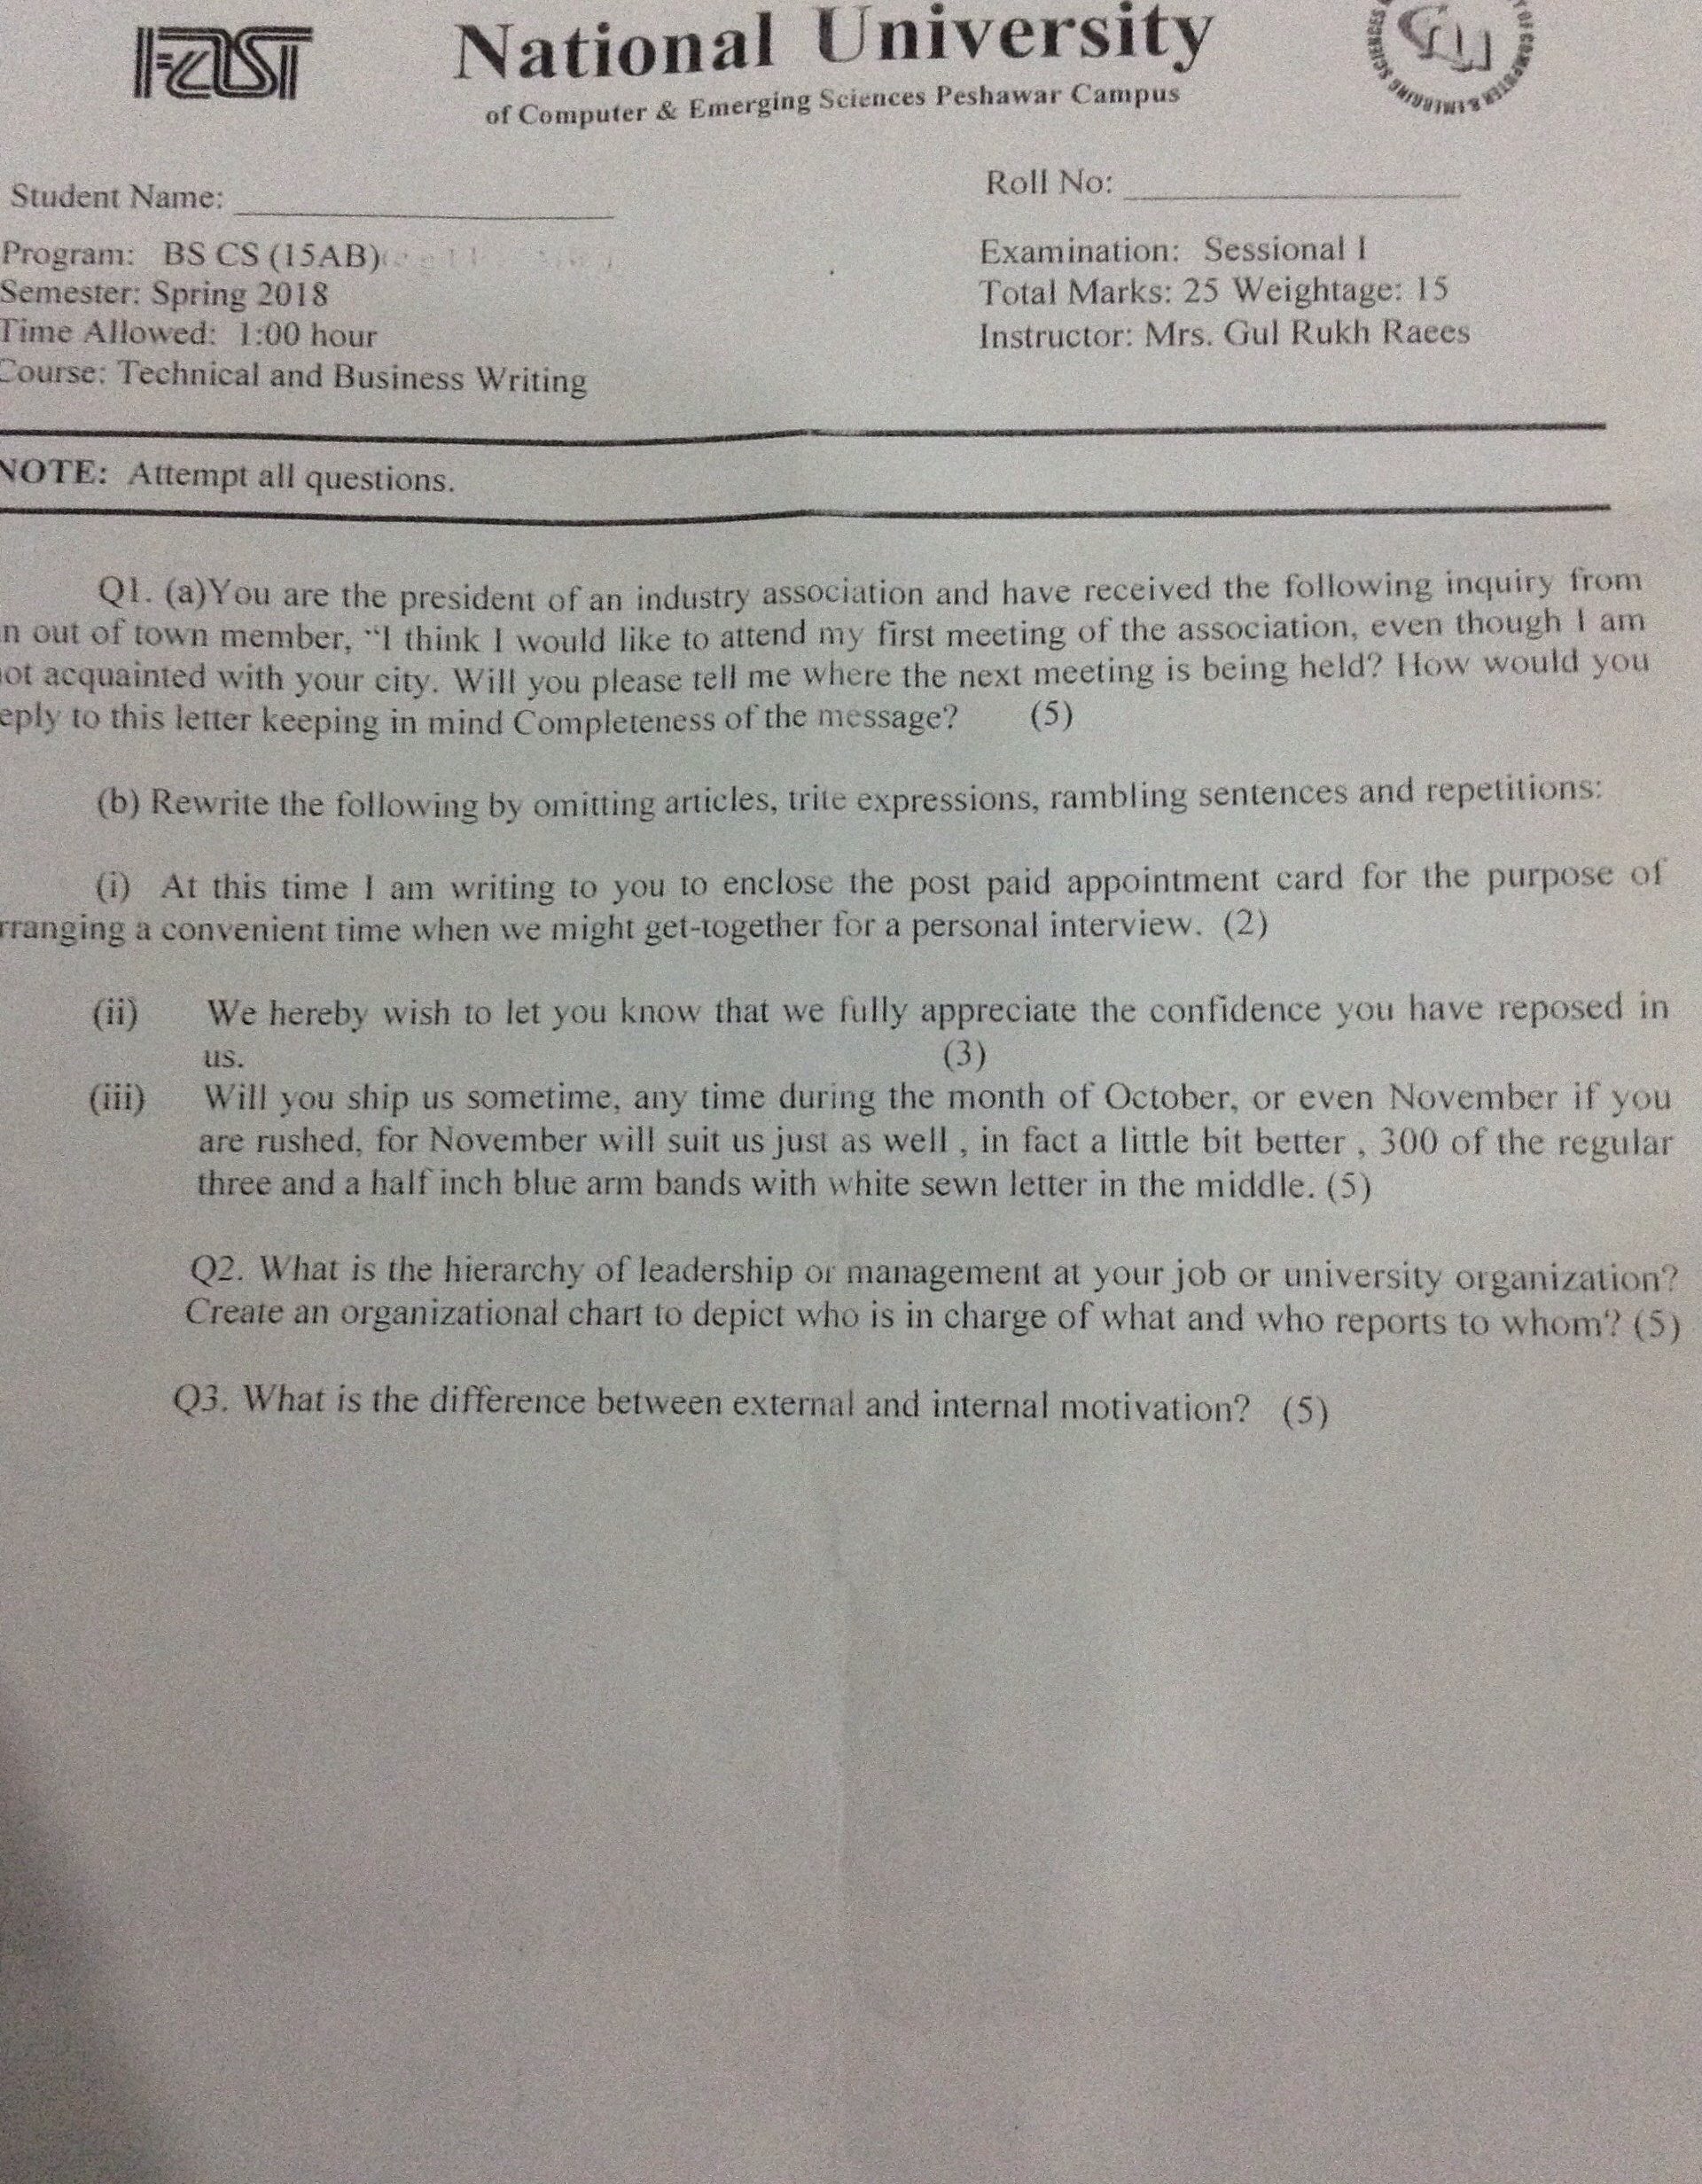 FAST
National University
of Computer & Emerging Sciences Peshawar Campus
Student Name:
Roll No:
Program: BS CS (15AB)
Examination: Sessional I
Semester: Spring 2018
Total Marks: 25 Weightage: 15
Time Allowed: 1:00 hour
Instructor: Mrs. Gul Rukh Raees
Course: Technical and Business Writing
NOTE: Attempt all questions.
Q1. (a)You are the president of an industry association and have received the following inquiry from
n out of town member, “I think I would like to attend my first meeting of the association, even though I am
ot acquainted with your city. Will you please tell me where the next meeting is being held? How would you
eply to this letter keeping in mind Completeness of the message? (5)
(b) Rewrite the following by omitting articles, trite expressions, rambling sentences and repetitions:
(i) At this time I am writing to you to enclose the post paid appointment card for the purpose of
rranging a convenient time when we might get-together for a personal interview. (2)
(ii) We hereby wish to let you know that we fully appreciate the confidence you have reposed in
us. (3)
(iii) Will you ship us sometime, any time during the month of October, or even November if you
are rushed, for November will suit us just as well , in fact a little bit better , 300 of the regular
three and a half inch blue arm bands with white sewn letter in the middle. (5)
Q2. What is the hierarchy of leadership or management at your job or university organization?
Create an organizational chart to depict who is in charge of what and who reports to whom? (5)
Q3. What is the difference between external and internal motivation? (5)